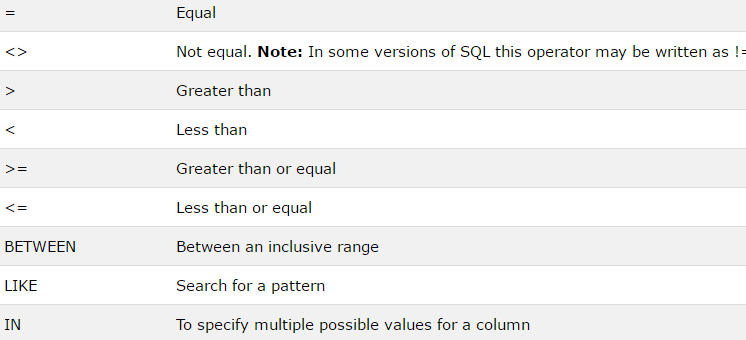 = Equal
<> Not equal. Note: In some versions of SQL this operator may be written as !=
> Greater than
< Less than
>= Greater than or equal
<= Less than or equal
BETWEEN Between an inclusive range
LIKE Search for a pattern
IN To specify multiple possible values for a column